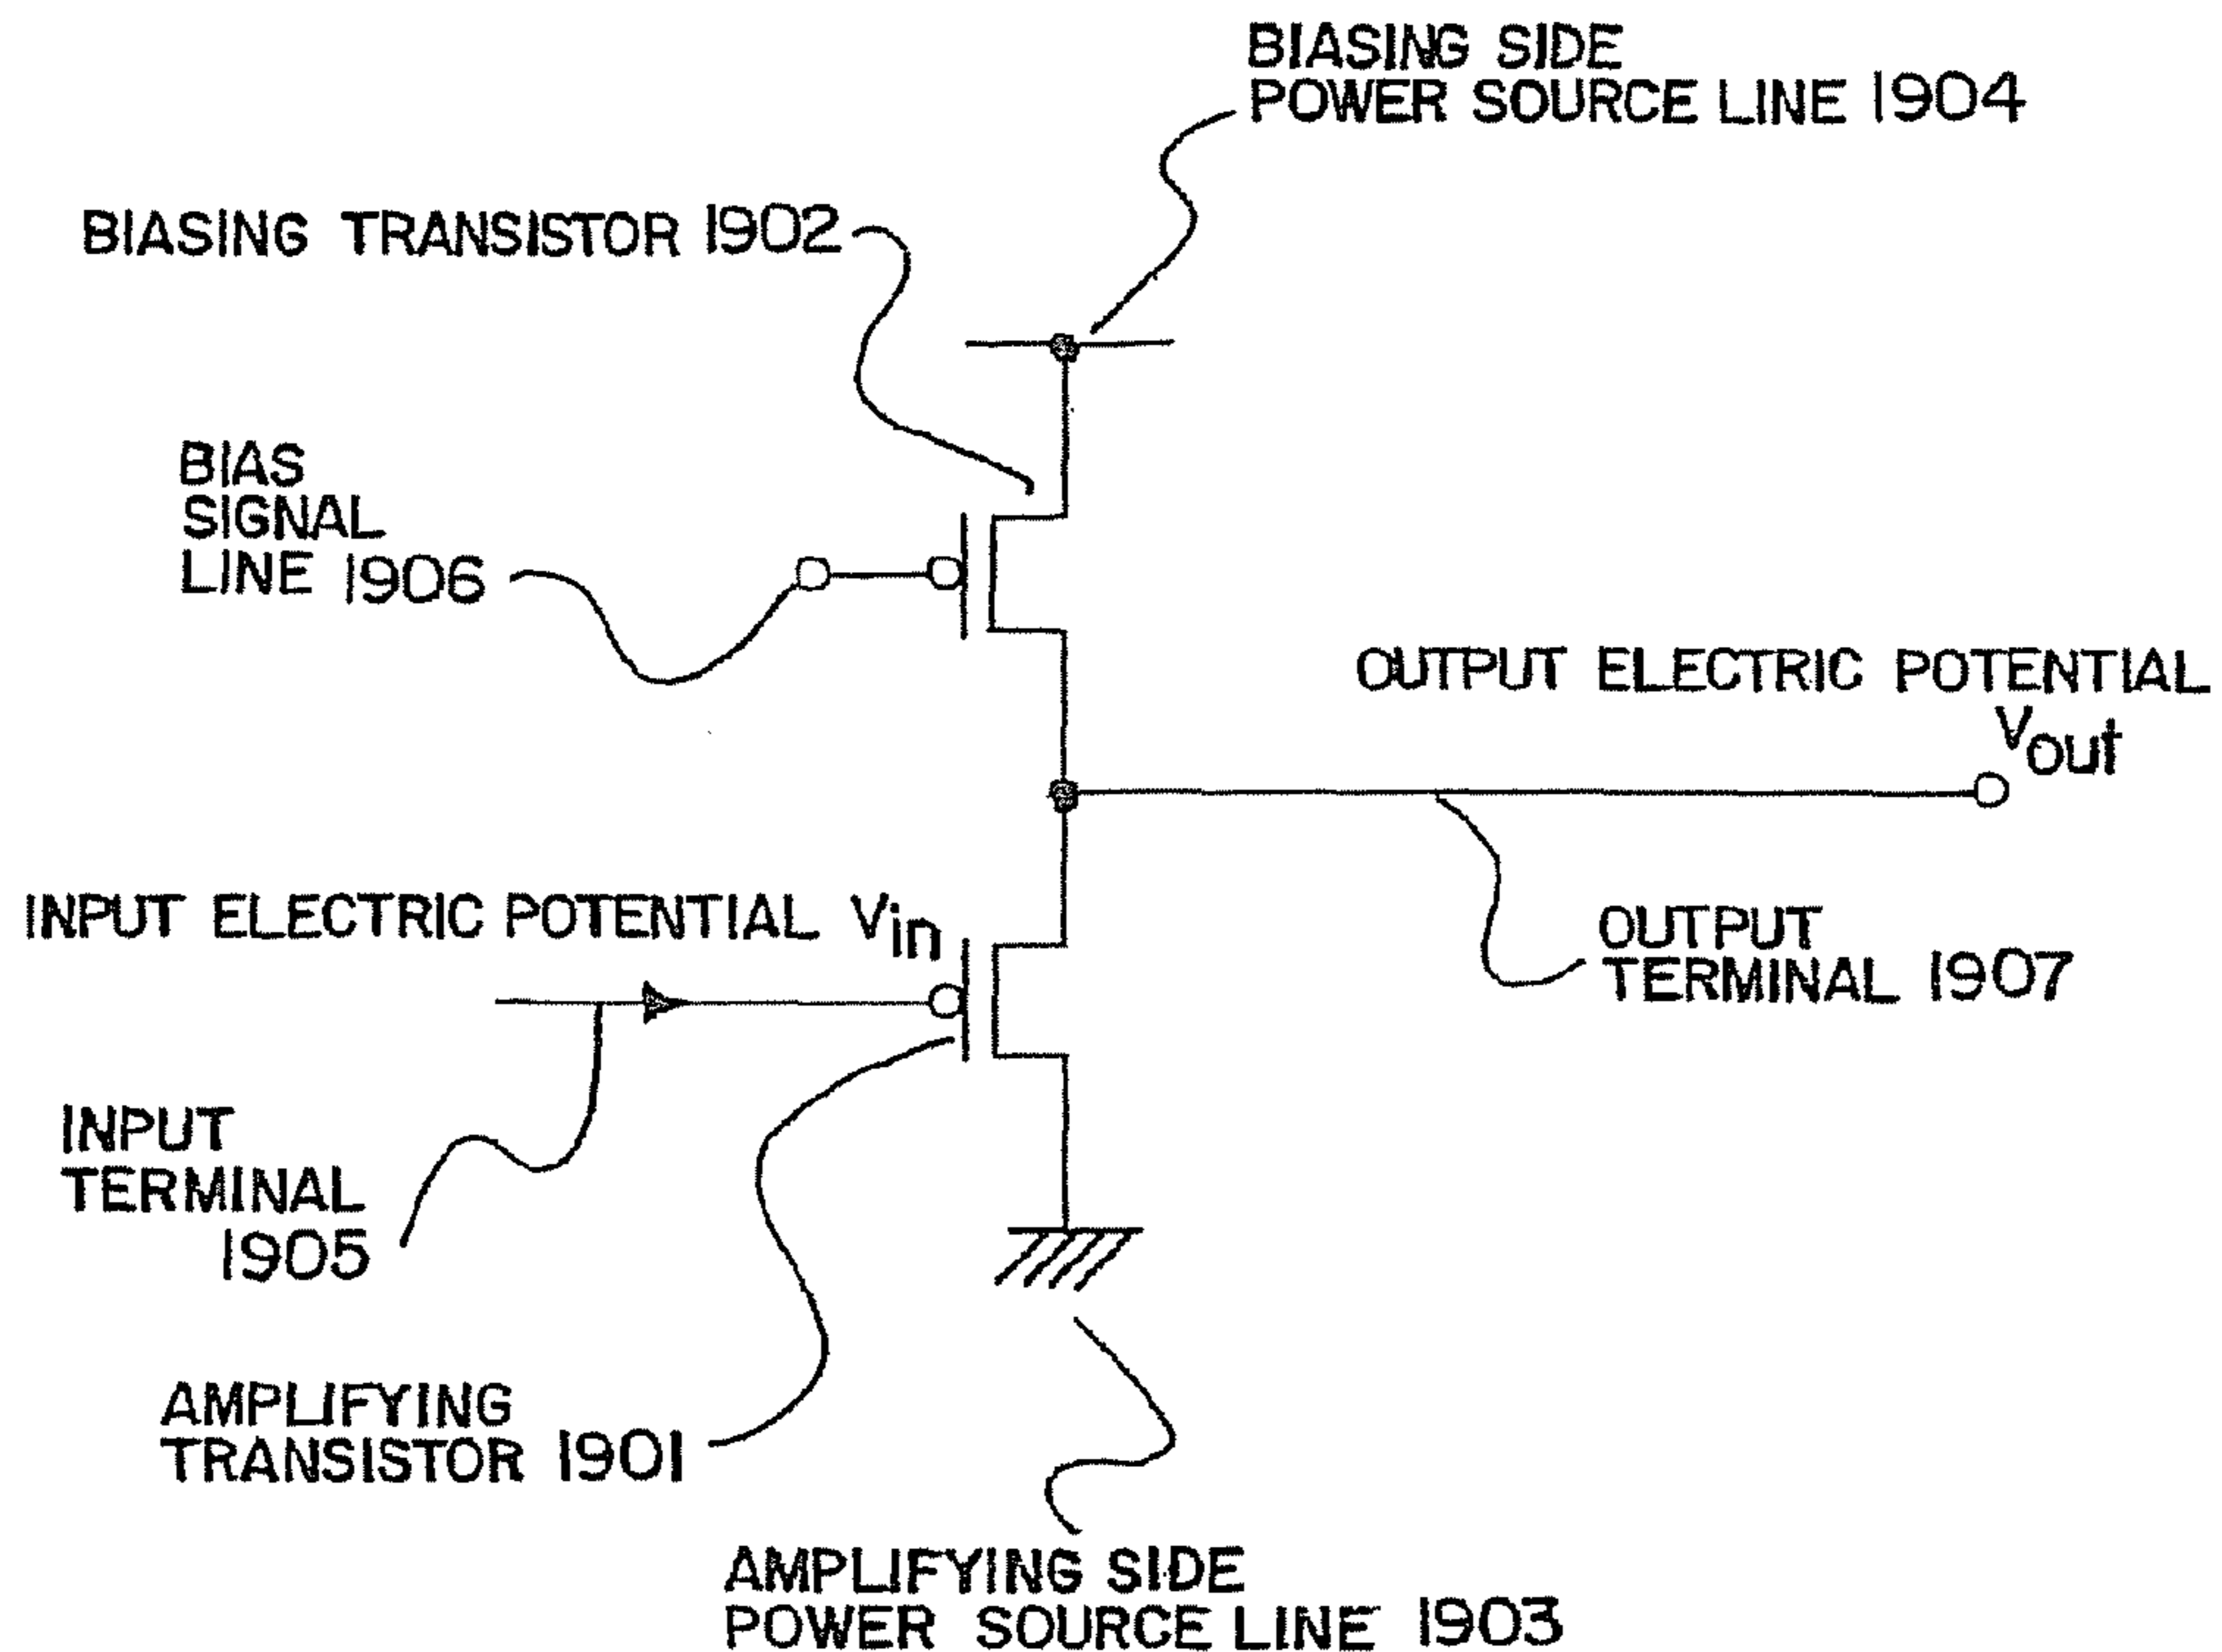 BIASING SIDE
POWER SOURCE LINE 1904
BIASING TRANSISTOR 1902
BIAS
SIGNAL
LINE 1906
OUTPUT ELECTRIC POTENTIAL
Vout
INPUT ELECTRIC POTENTIAL Vin
OUTPUT
TERMINAL 1907
INPUT
TERMINAL
1905
AMPLIFYING
TRANSISTOR 1901
AMPLIFYING SIDE
POWER SOURCE LINE 1903